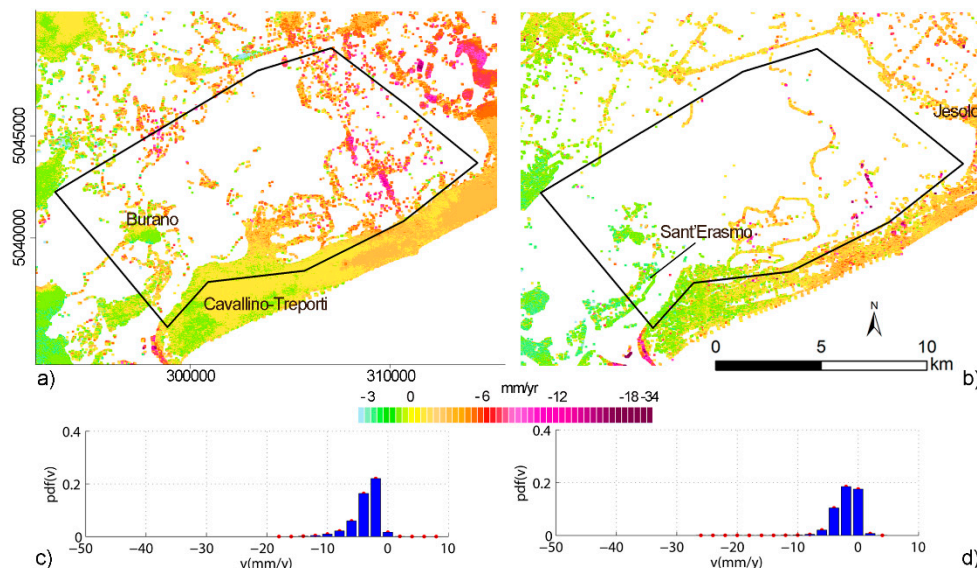 Burano
Cavallino-Treporti
5045000
5040000
300000
310000
a)
Jesolo
Sant'Erasmo
N
0 5 10
km
b)
mm/yr
-3 0 -6 -12 -18 -34
0.4
0.2
0
pdf(v)
-50 -40 -30 -20 -10 0 10
v(mm/y)
c)
0.4
0.2
0
pdf(v)
-50 -40 -30 -20 -10 0 10
v(mm/y)
d)